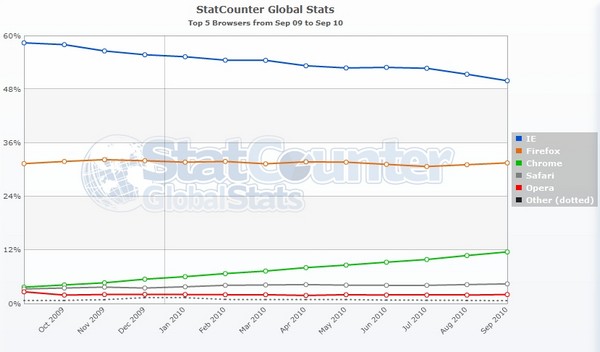 StatCounter Global Stats
Top 5 Browsers from Sep 09 to Sep 10
60%
48%
36%
24%
12%
0%
StatCounter
GlobalStats
IE
Firefox
Chrome
Safari
Opera
Other (dotted)
Oct 2009
Nov 2009
Dec 2009
Jan 2010
Feb 2010
Mar 2010
Apr 2010
May 2010
Jun 2010
Jul 2010
Aug 2010
Sep 2010